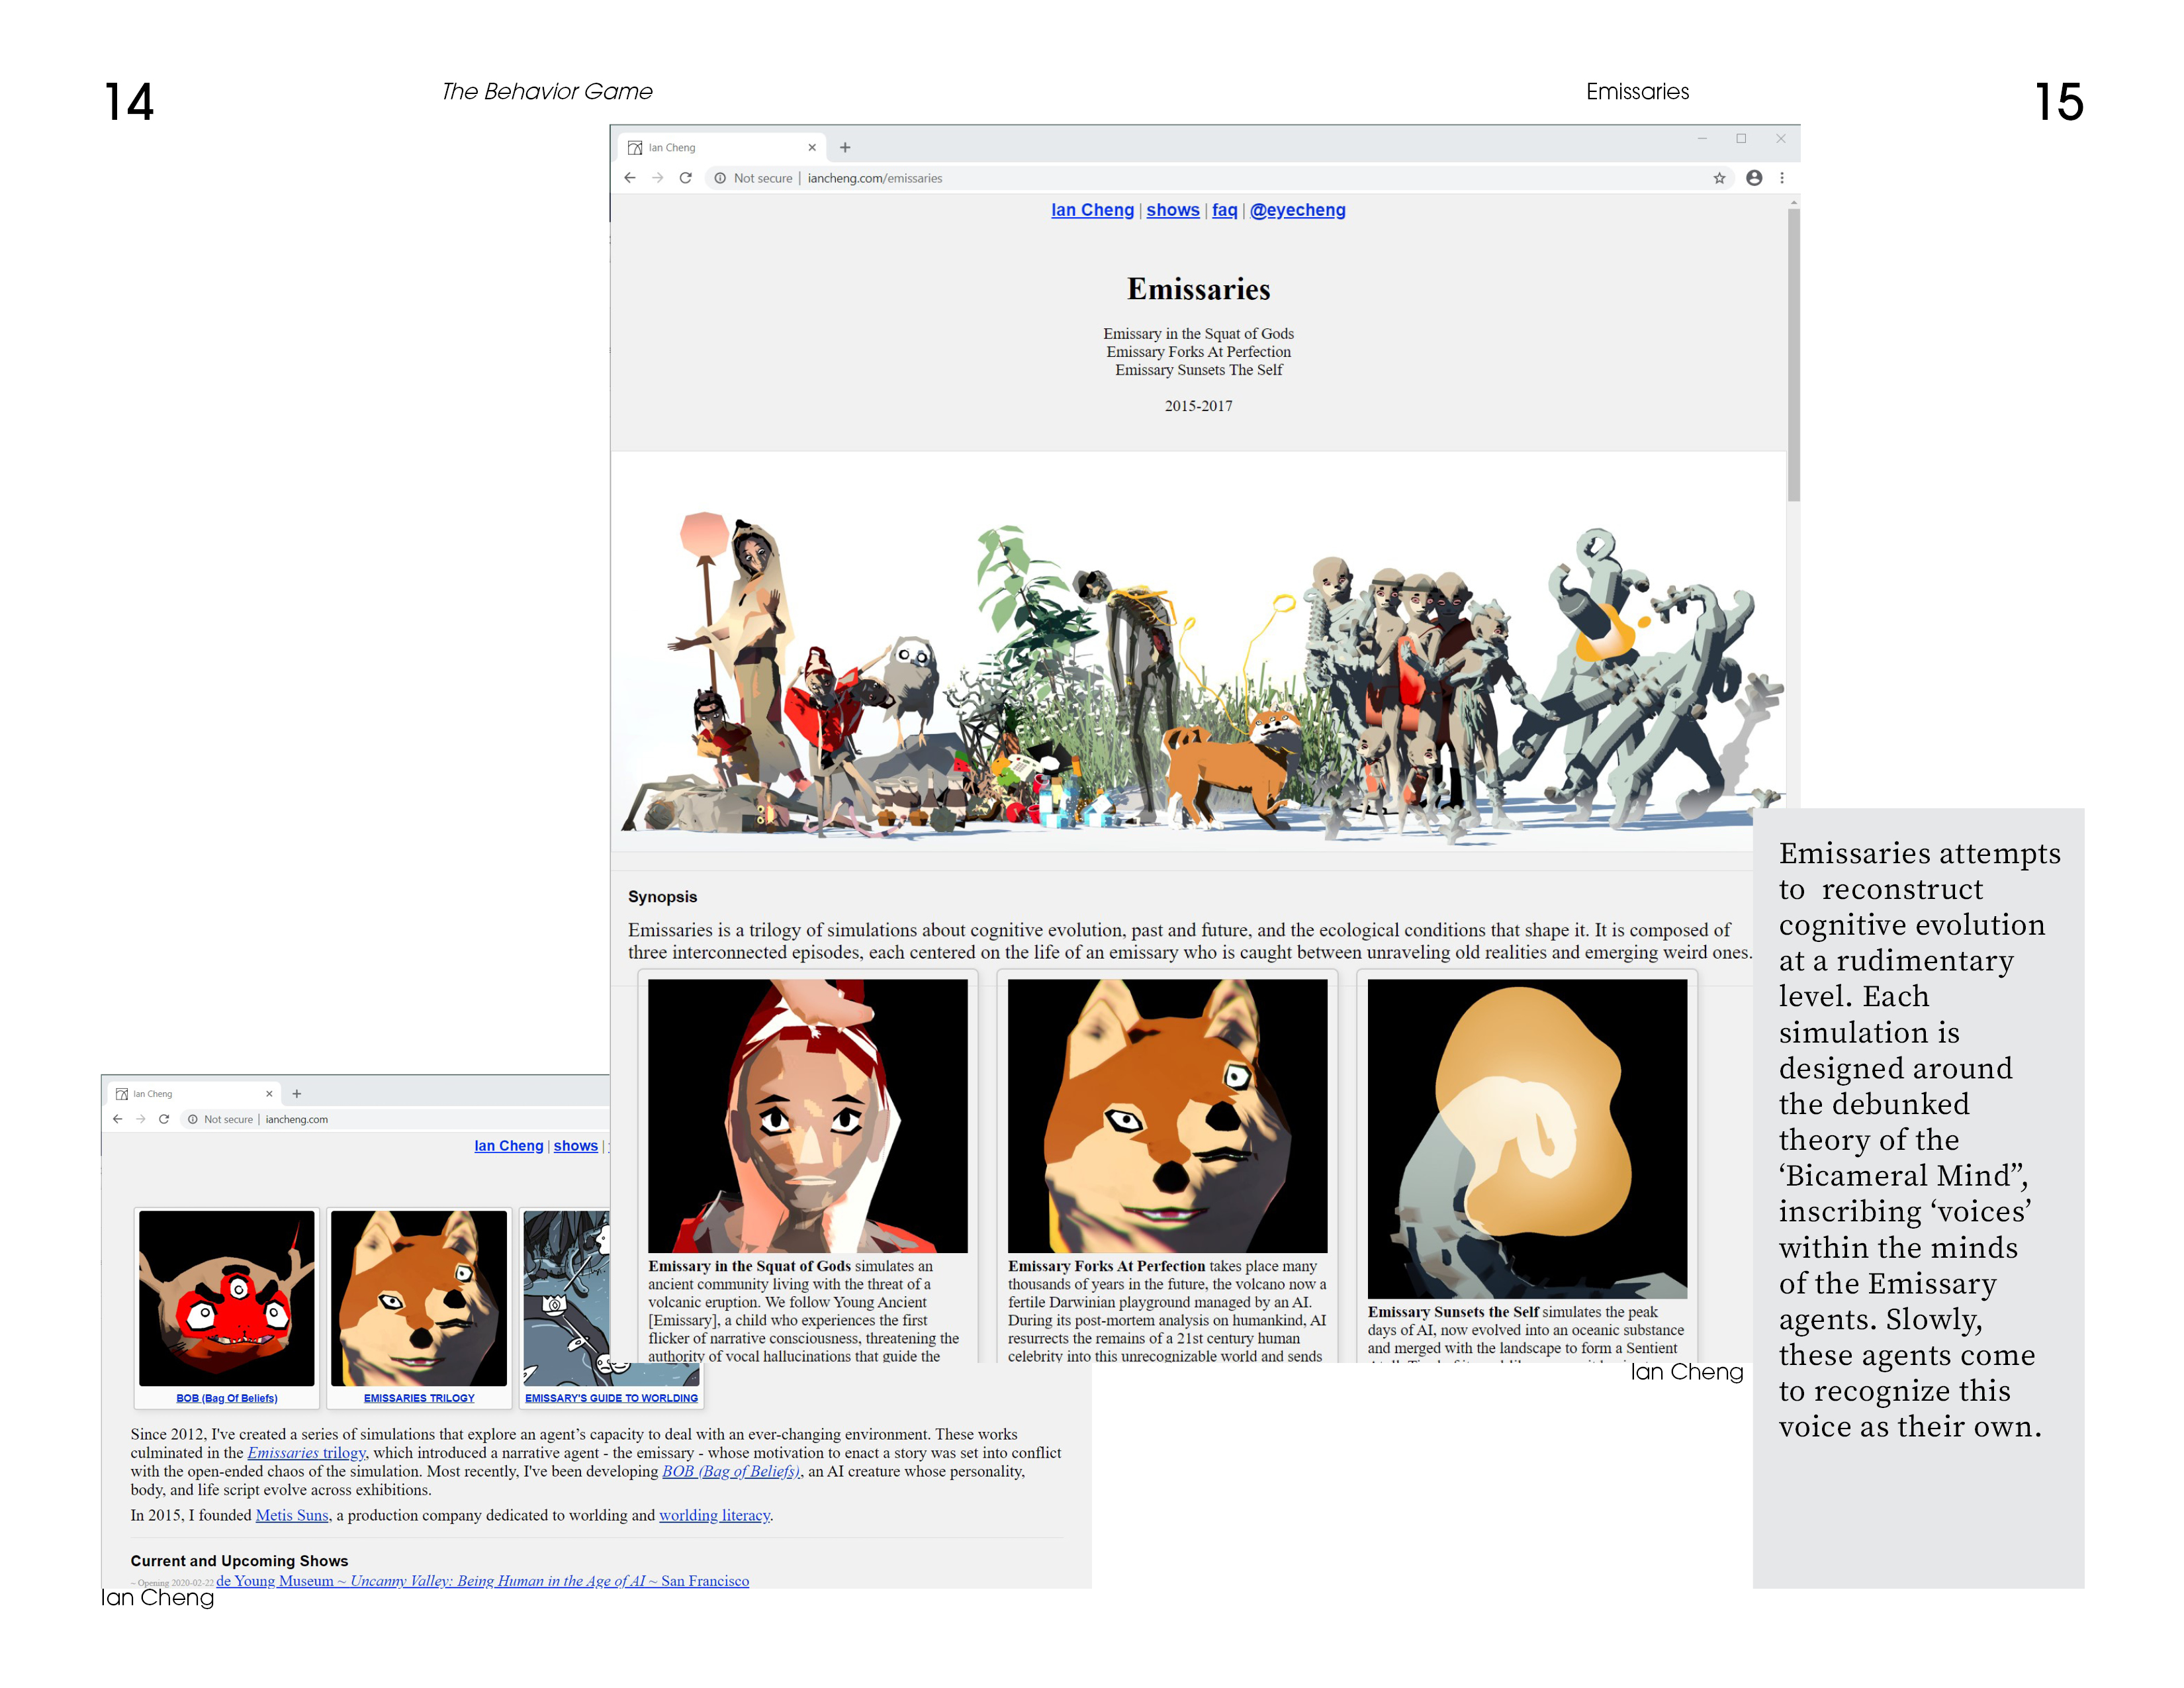 14
The Behavior Game
Emissaries
15
Ian Cheng
Not secure | iancheng.com/emissaries
Ian Cheng | shows | faq | @eyecheng
Emissaries
Emissary in the Squat of Gods
Emissary Forks At Perfection
Emissary Sunsets The Self
2015-2017
Synopsis
Emissaries is a trilogy of simulations about cognitive evolution, past and future, and the ecological conditions that shape it. It is composed of
three interconnected episodes, each centered on the life of an emissary who is caught between unraveling old realities and emerging weird ones.
Emissary in the Squat of Gods simulates an
ancient community living with the threat of a
volcanic eruption. We follow Young Ancient
[Emissary], a child who experiences the first
flicker of narrative consciousness, threatening the
authority of vocal hallucinations that guide the
Emissary Forks At Perfection takes place many
thousands of years in the future, the volcano now a
fertile Darwinian playground managed by an AI.
During its post-mortem analysis on humankind, AI
resurrects the remains of a 21st century human
celebrity into this unrecognizable world and sends
Emissary Sunsets the Self simulates the peak
days of AI, now evolved into an oceanic substance
and merged with the landscape to form a Sentient
Ian Cheng
Emissaries attempts
to  reconstruct
cognitive evolution
at a rudimentary
level. Each
simulation is
designed around
the debunked
theory of the
‘Bicameral Mind”,
inscribing ‘voices’
within the minds
of the Emissary
agents. Slowly,
these agents come
to recognize this
voice as their own.
Ian Cheng
Not secure | iancheng.com
Ian Cheng | shows |
BOB (Bag Of Beliefs)
EMISSARIES TRILOGY
EMISSARY'S GUIDE TO WORLDING
Since 2012, I've created a series of simulations that explore an agent’s capacity to deal with an ever-changing environment. These works
culminated in the Emissaries trilogy, which introduced a narrative agent - the emissary - whose motivation to enact a story was set into conflict
with the open-ended chaos of the simulation. Most recently, I've been developing BOB (Bag of Beliefs), an AI creature whose personality,
body, and life script evolve across exhibitions.
In 2015, I founded Metis Suns, a production company dedicated to worlding and worlding literacy.
Current and Upcoming Shows
~ Opening 2020-02-22 de Young Museum ~ Uncanny Valley: Being Human in the Age of AI ~ San Francisco
Ian Cheng